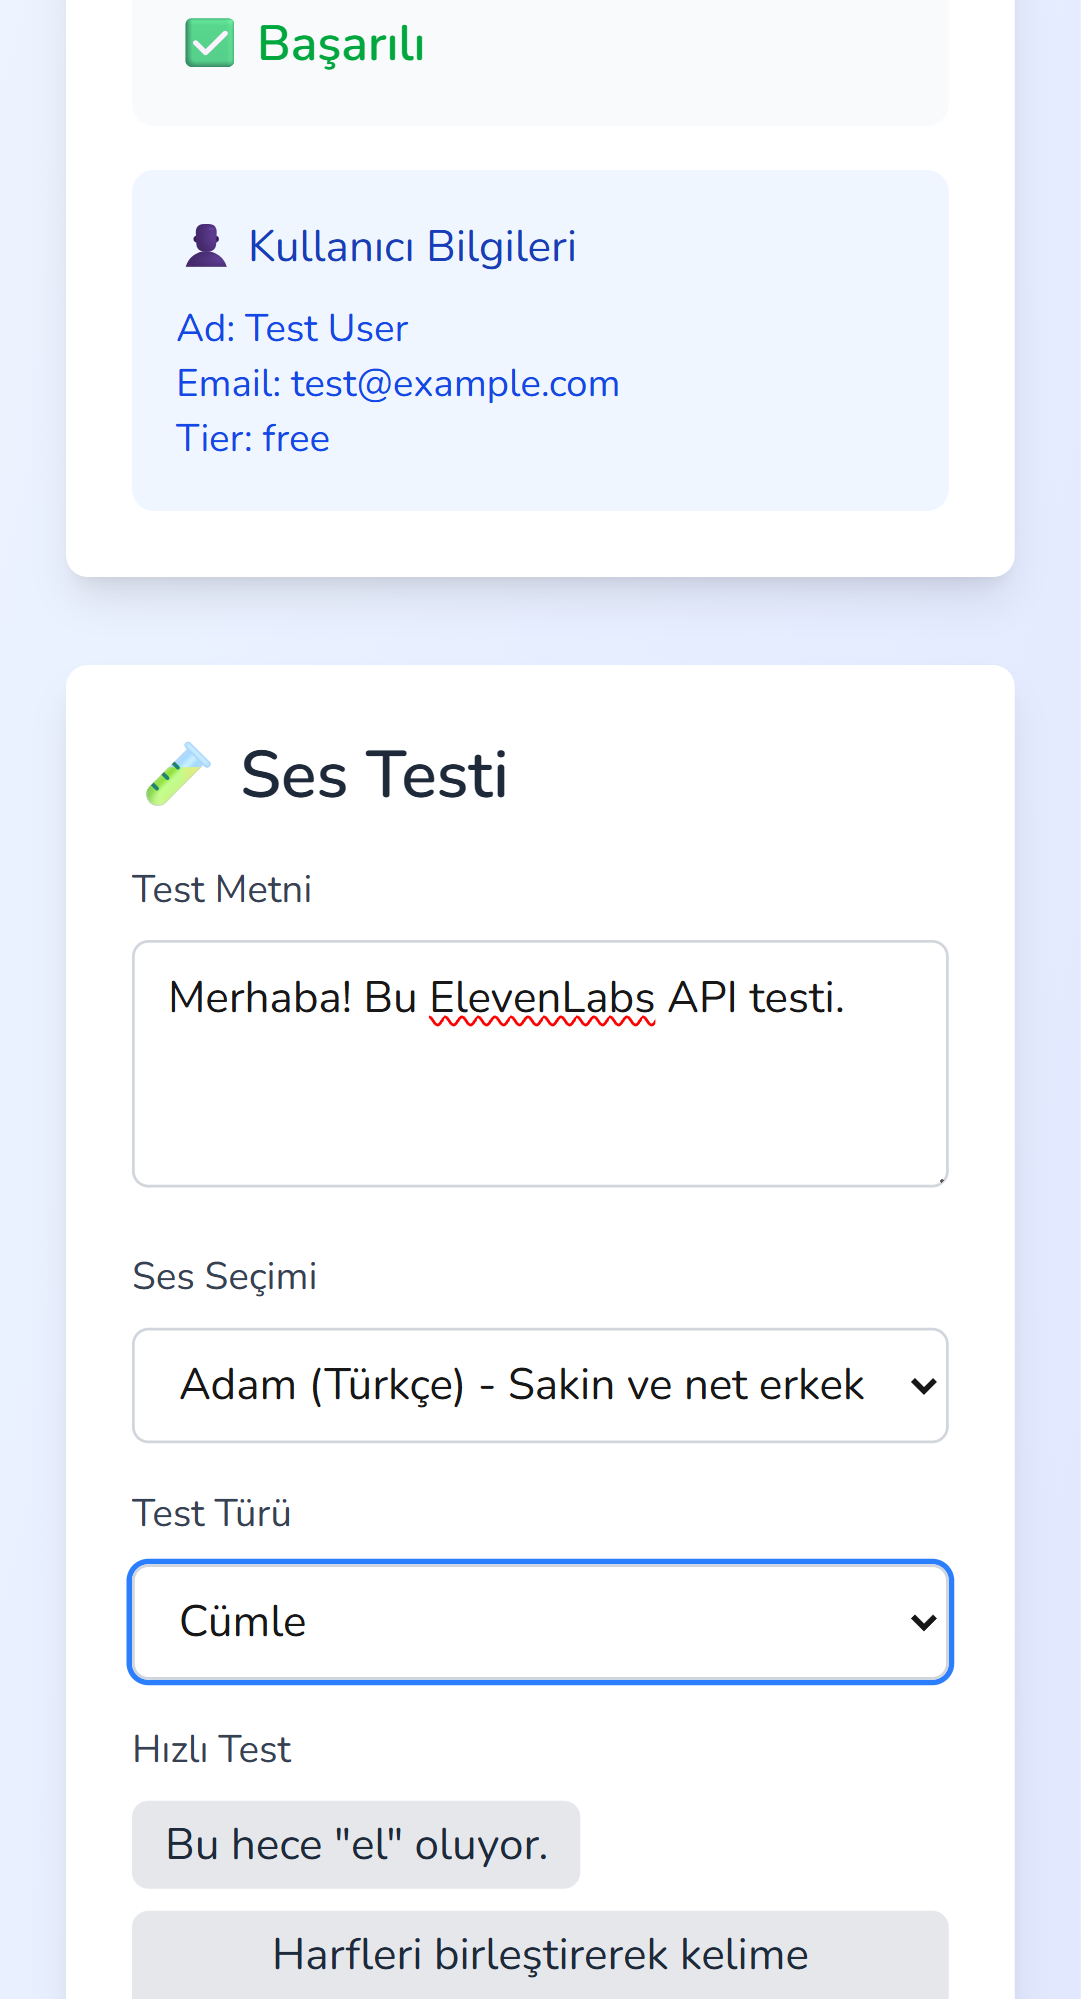 Başarılı
Kullanıcı Bilgileri
Ad: Test User
Email: test@example.com
Tier: free
Ses Testi
Test Metni
Merhaba! Bu ElevenLabs API testi.
Ses Seçimi
Adam (Türkçe) - Sakin ve net erkek
Test Türü
Cümle
Hızlı Test
Bu hece "el" oluyor.
Harfleri birleştirerek kelime